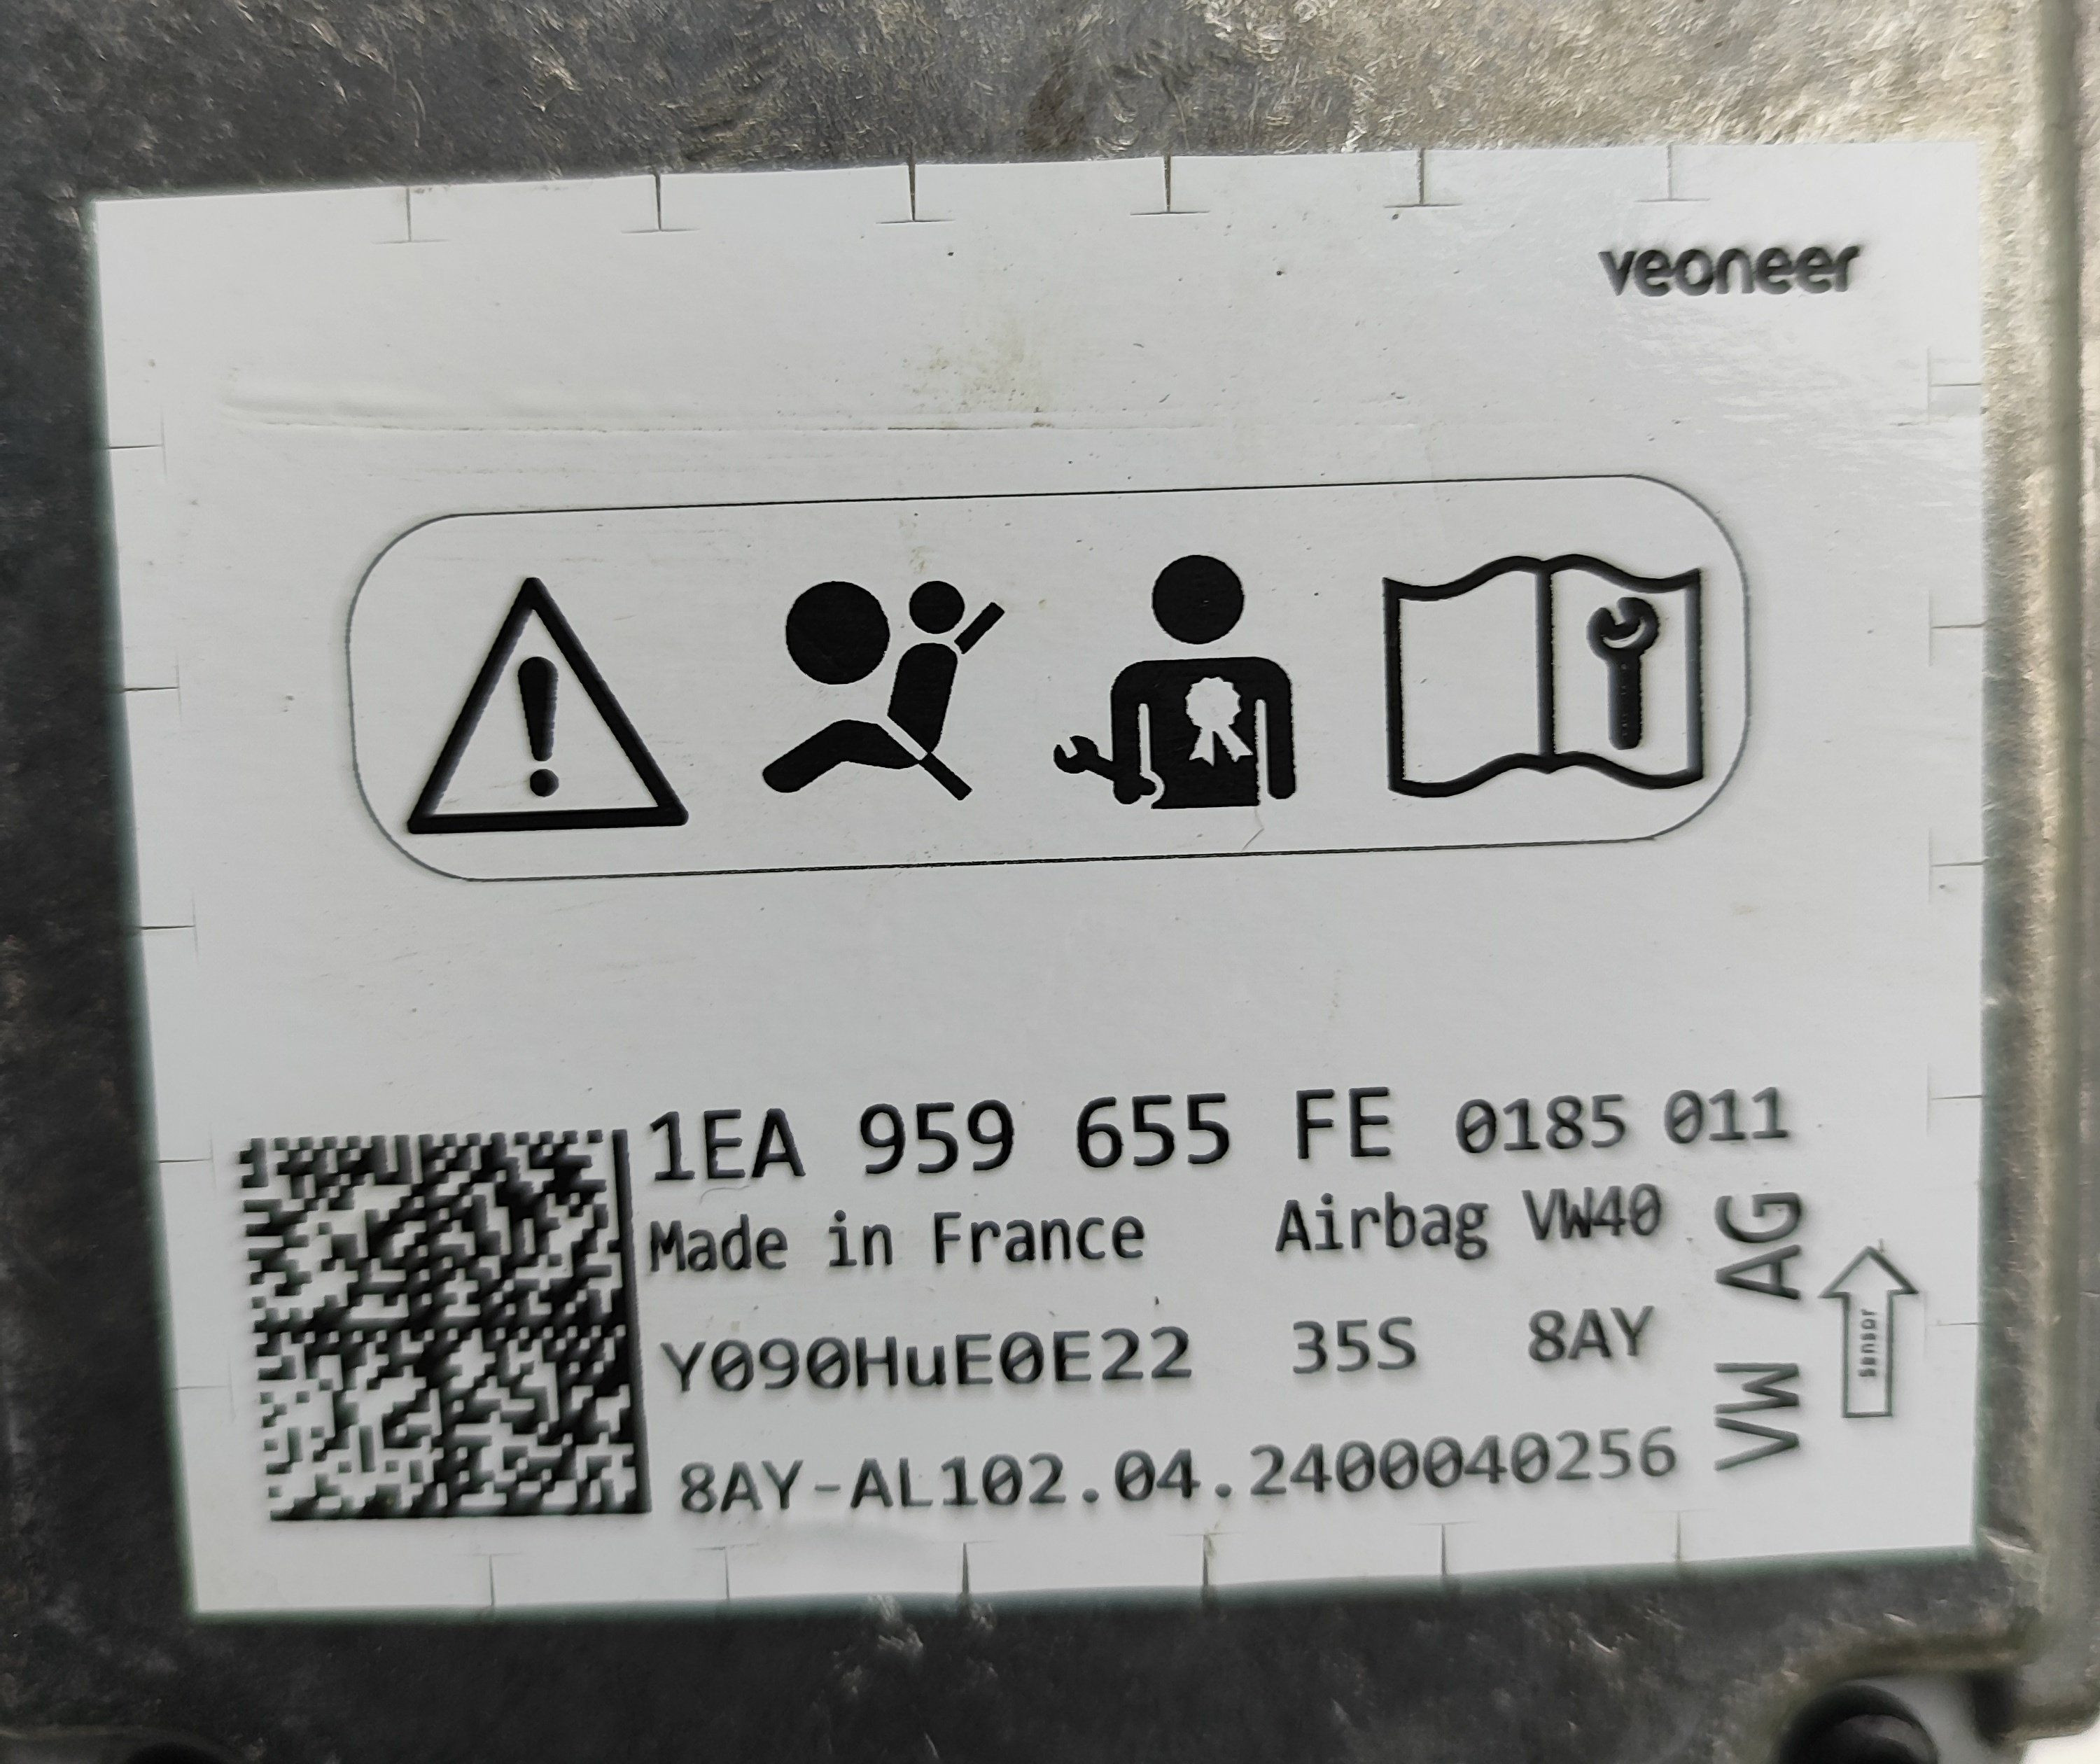 veoneer
1EA 959 655 FE 0185 011
Made in France Airbag VW40
Y090HuE0E22 35S 8AY
8AY-AL102.04.2400040256
VW AG
sensor